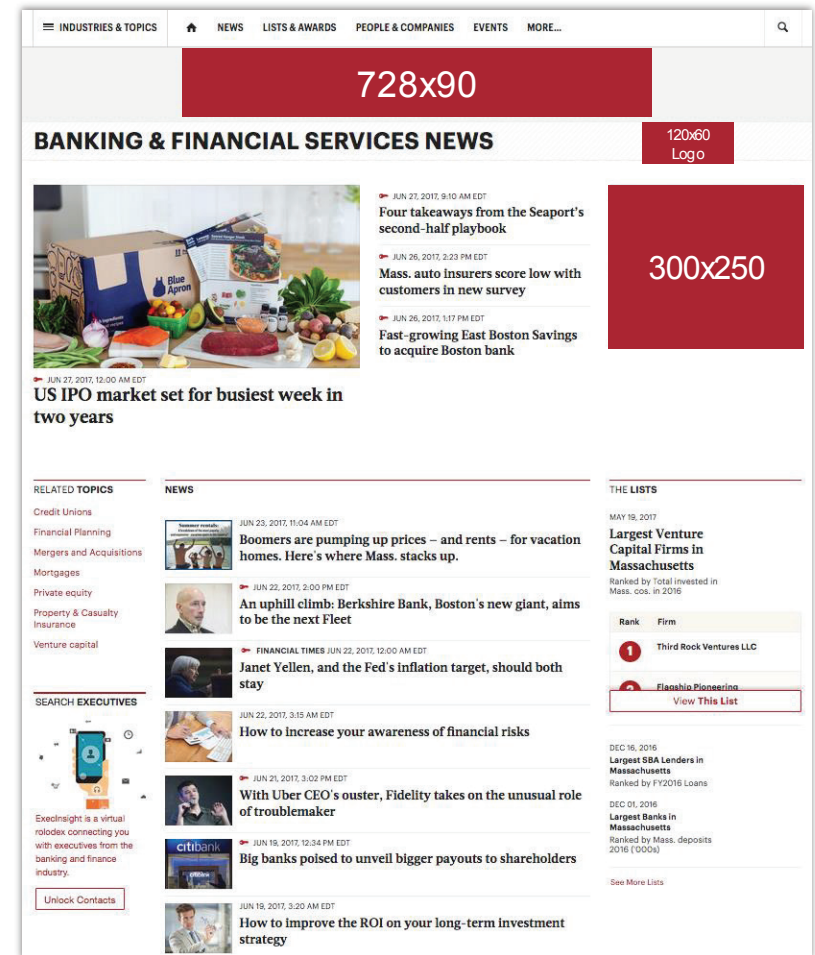 INDUSTRIES & TOPICS
NEWS
LISTS & AWARDS
PEOPLE & COMPANIES
EVENTS
MORE...
728x90
BANKING & FINANCIAL SERVICES NEWS
120x60
Logo
Blue
Apron
JUN 27, 2017, 12:00 AM EDT
US IPO market set for busiest week in
two years
JUN 27, 2017, 9:10 AM EDT
Four takeaways from the Seaport's
second-half playbook
JUN 26, 2017, 2:23 PM EDT
Mass. auto insurers score low with
customers in new survey
JUN 26, 2017, 1:17 PM EDT
Fast-growing East Boston Savings
to acquire Boston bank
300x250
RELATED TOPICS
Credit Unions
Financial Planning
Mergers and Acquisitions
Mortgages
Private equity
Property & Casualty
Insurance
Venture capital
SEARCH EXECUTIVES
ExecInsight is a virtual
rolodex connecting you
with executives from the
banking and finance
industry.
Unlock Contacts
NEWS
Summer rentals:
JUN 23, 2017, 11:04 AM EDT
Boomers are pumping up prices – and rents – for vacation
homes. Here's where Mass. stacks up.
JUN 22, 2017, 2:00 PM EDT
An uphill climb: Berkshire Bank, Boston's new giant, aims
to be the next Fleet
FINANCIAL TIMES JUN 22, 2017, 12:00 AM EDT
Janet Yellen, and the Fed's inflation target, should both
stay
JUN 22, 2017, 3:15 AM EDT
How to increase your awareness of financial risks
JUN 21, 2017, 3:02 PM EDT
With Uber CEO's ouster, Fidelity takes on the unusual role
of troublemaker
citibank
citibank
JUN 19, 2017, 12:34 PM EDT
Big banks poised to unveil bigger payouts to shareholders
JUN 19, 2017, 3:20 AM EDT
How to improve the ROI on your long-term investment
strategy
THE LISTS
MAY 19, 2017
Largest Venture
Capital Firms in
Massachusetts
Ranked by Total invested in
Mass. cos. in 2016
Rank Firm
1 Third Rock Ventures LLC
2 Flagship Pioneering
View This List
DEC 16, 2016
Largest SBA Lenders in
Massachusetts
Ranked by FY2016 Loans
DEC 01, 2016
Largest Banks in
Massachusetts
Ranked by Mass. deposits
2016 ('000s)
See More Lists